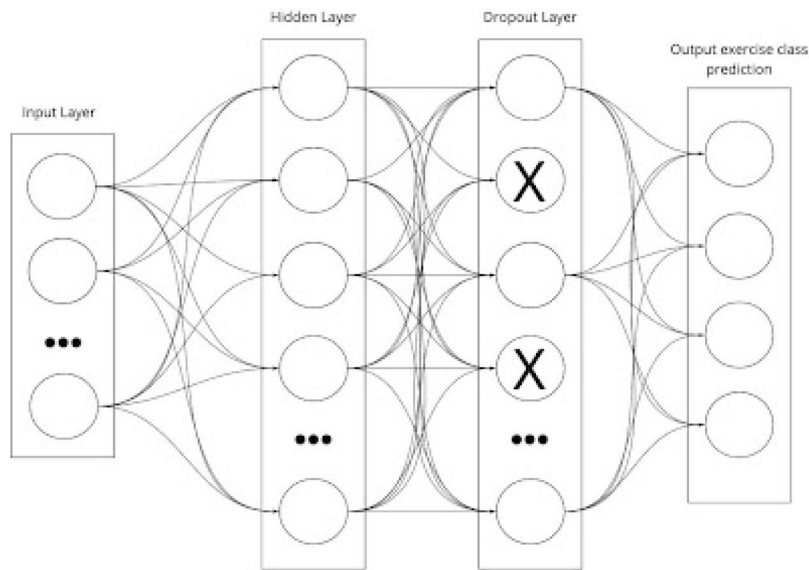 Hidden Layer
Dropout Layer
Output exercise class
prediction
Input Layer
X
X